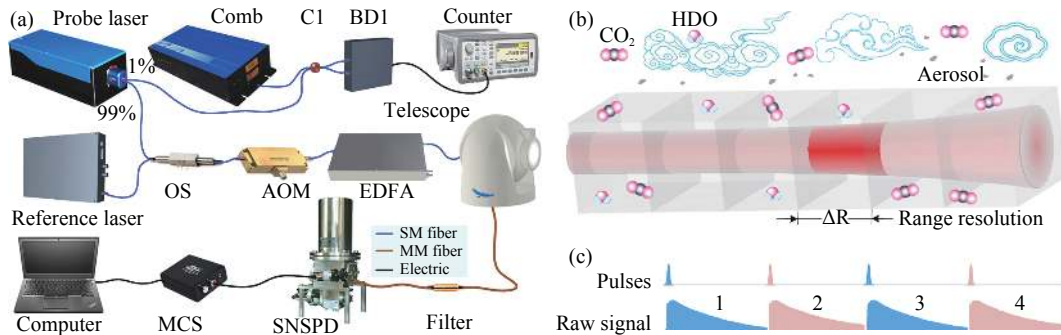 (a) Probe laser
Comb
C1
BD1
Counter
1%
99%
Telescope
OS
AOM
EDFA
Reference laser
SM fiber
MM fiber
Electric
Computer
MCS
SNSPD
Filter
(b)
CO2
HDO
Aerosol
ΔR
Range resolution
(c)
Pulses
Raw signal
1
2
3
4